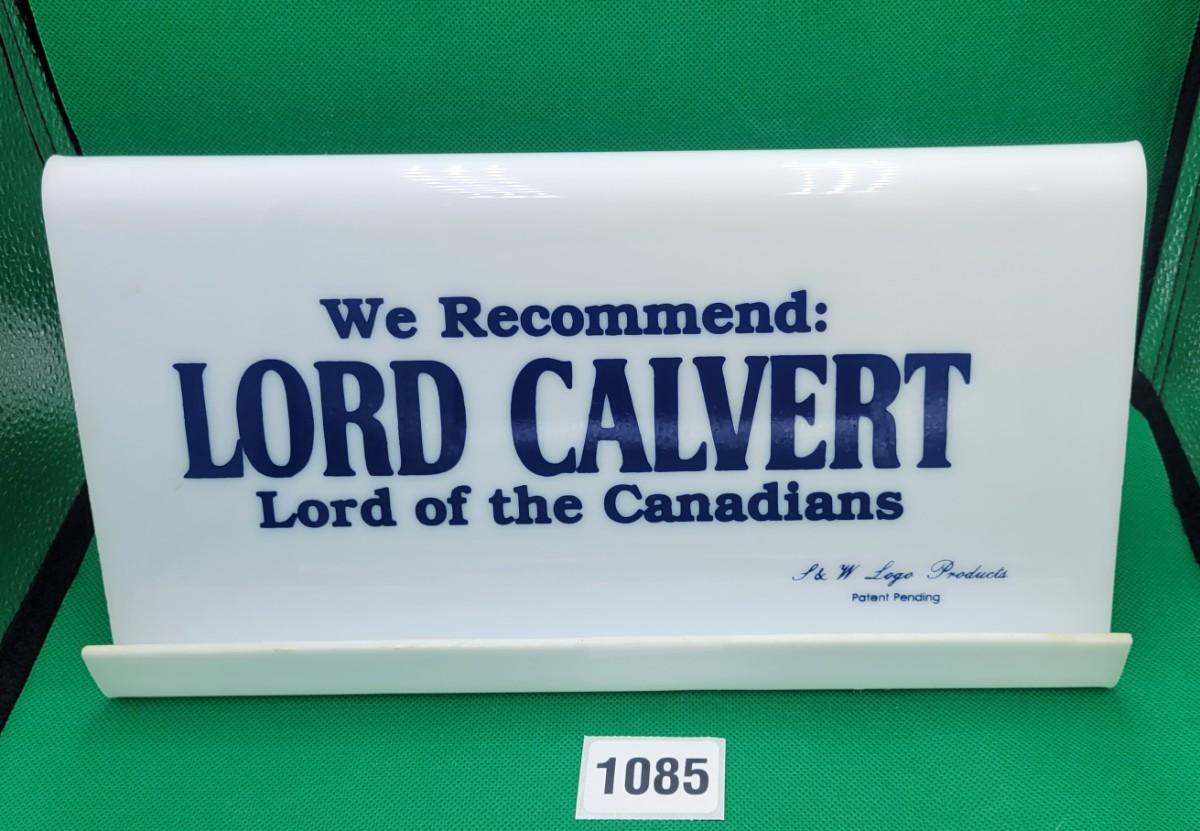 We Recommend:
LORD CALVERT
Lord of the Canadians
S & W Logo Products
Patent Pending
1085